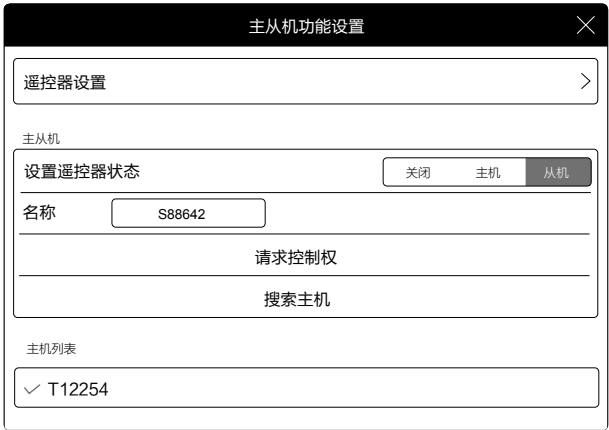 主从机功能设置
遥控器设置
主从机
设置遥控器状态 关闭 主机 从机
名称 S88642
请求控制权
搜索主机
主机列表
T12254